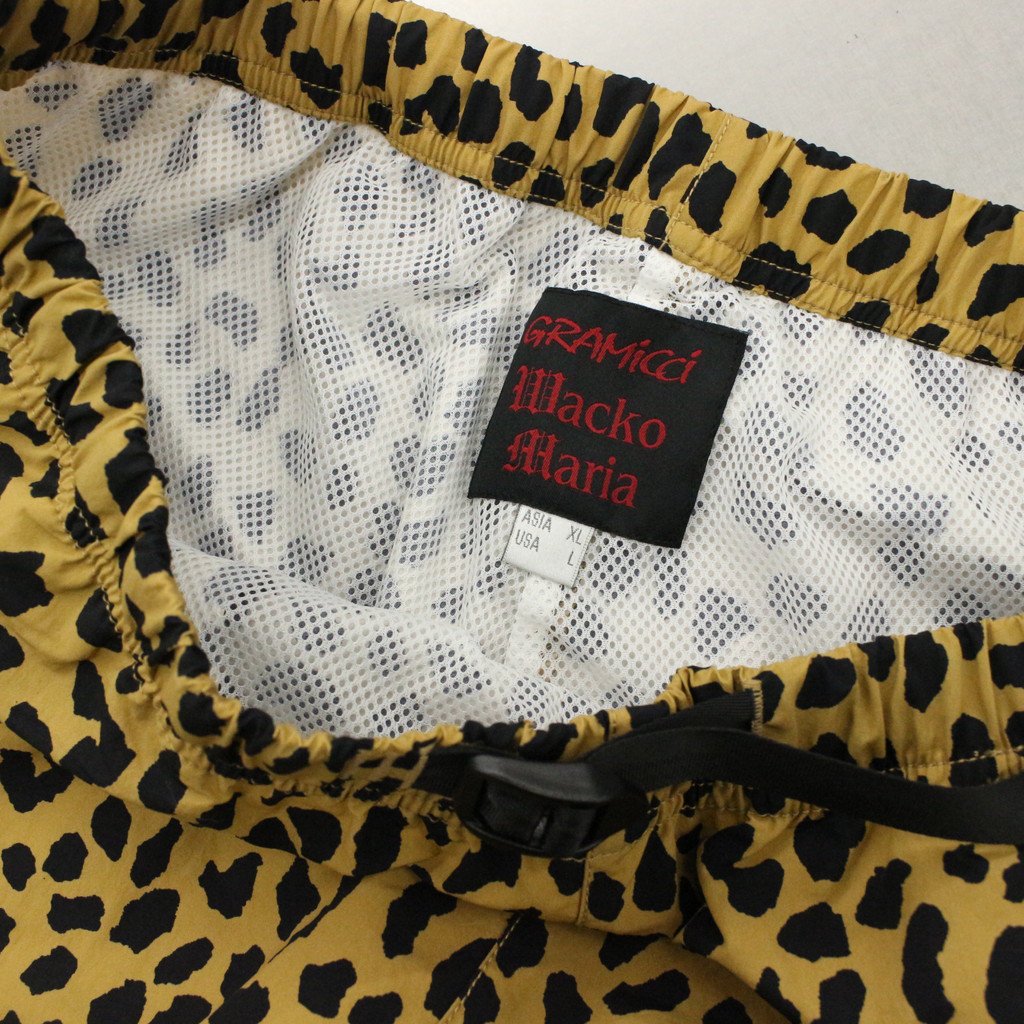 GRAMiCCi
Wacko
Maria
ASIA XL
USA L